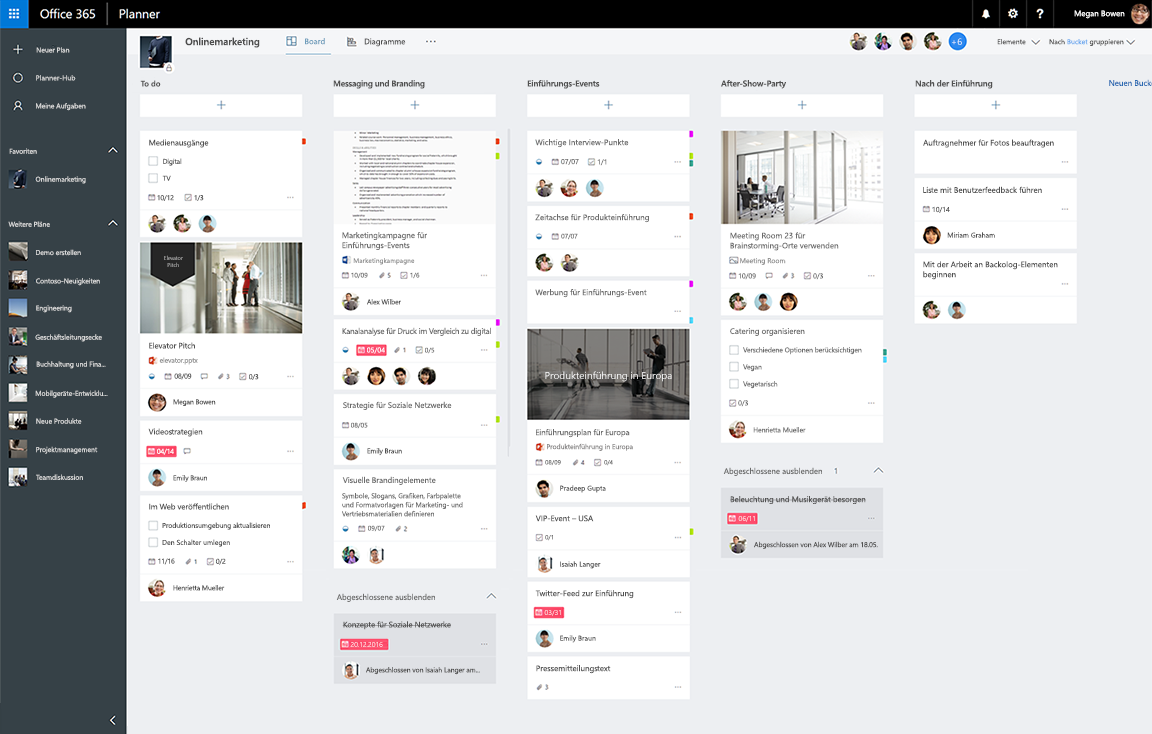 Office 365
Planner
Megan Bowen
Neuer Plan
Planner-Hub
Meine Aufgaben
Favoriten
Onlinemarketing
Weitere Pläne
Demo erstellen
Contoso-Neuigkeiten
Engineering
Geschäftsleitungsecke
Buchhaltung und Fina...
Mobilgeräte-Entwicklu...
Neue Produkte
Projektmanagement
Teamdiskussion
Onlinemarketing
Board
Diagramme
+6
Elemente
Nach Bucket gruppieren
To do
Medienausgänge
Digital
TV
10/12
1/3
Elevator
Pitch
Elevator Pitch
elevator.pptx
08/09
3
0/3
Megan Bowen
Videostrategien
04/14
Emily Braun
Im Web veröffentlichen
Produktionsumgebung aktualisieren
Den Schalter umlegen
11/16
1
0/2
Henrietta Mueller
Messaging und Branding
Marketingkampagne für
Einführungs-Events
Marketingkampagne
10/09
5
1/6
Alex Wilber
Kanalanalyse für Druck im Vergleich zu digital
05/04
1
0/5
Strategie für Soziale Netzwerke
08/05
Emily Braun
Visuelle Brandingelemente
Symbole, Slogans, Grafiken, Farbpalette
und Formatvorlagen für Marketing- und
Vertriebsmaterialien definieren
09/07
2
Abgeschlossene ausblenden
Konzepte für Soziale Netzwerke
20.12.2016
Abgeschlossen von Isaiah Langer am...
Einführungs-Events
Wichtige Interview-Punkte
07/07
1/1
Zeitachse für Produkteinführung
07/07
Werbung für Einführungs-Event
Produkteinführung in Europa
Einführungsplan für Europa
Produkteinführung in Europa
08/09
4
0/4
Pradeep Gupta
VIP-Event – USA
0/1
Isaiah Langer
Twitter-Feed zur Einführung
03/31
Emily Braun
Pressemitteilungstext
3
After-Show-Party
Meeting Room 23 für
Brainstorming-Orte verwenden
Meeting Room
10/09
3
0/3
Catering organisieren
Verschiedene Optionen berücksichtigen
Vegan
Vegetarisch
0/3
Henrietta Mueller
Abgeschlossene ausblenden 1
Beleuchtung und Musikgerät besorgen
06/11
Abgeschlossen von Alex Wilber am 18.05.
Nach der Einführung
Auftragnehmer für Fotos beauftragen
Liste mit Benutzerfeedback führen
10/14
Miriam Graham
Mit der Arbeit an Backolog-Elementen
beginnen
Neuen Bucke